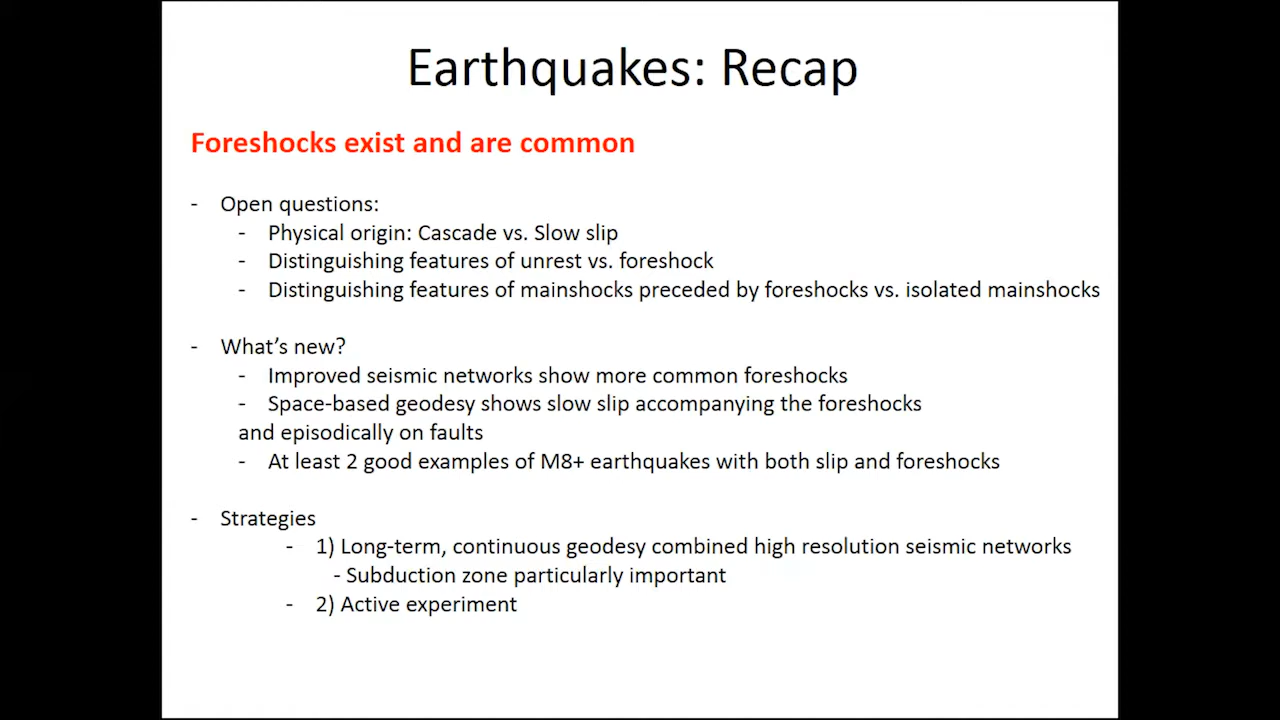 Earthquakes: Recap
Foreshocks exist and are common
- Open questions:
- Physical origin: Cascade vs. Slow slip
- Distinguishing features of unrest vs. foreshock
- Distinguishing features of mainshocks preceded by foreshocks vs. isolated mainshocks
- What’s new?
- Improved seismic networks show more common foreshocks
- Space-based geodesy shows slow slip accompanying the foreshocks
and episodically on faults
- At least 2 good examples of M8+ earthquakes with both slip and foreshocks
- Strategies
- 1) Long-term, continuous geodesy combined high resolution seismic networks
- Subduction zone particularly important
- 2) Active experiment